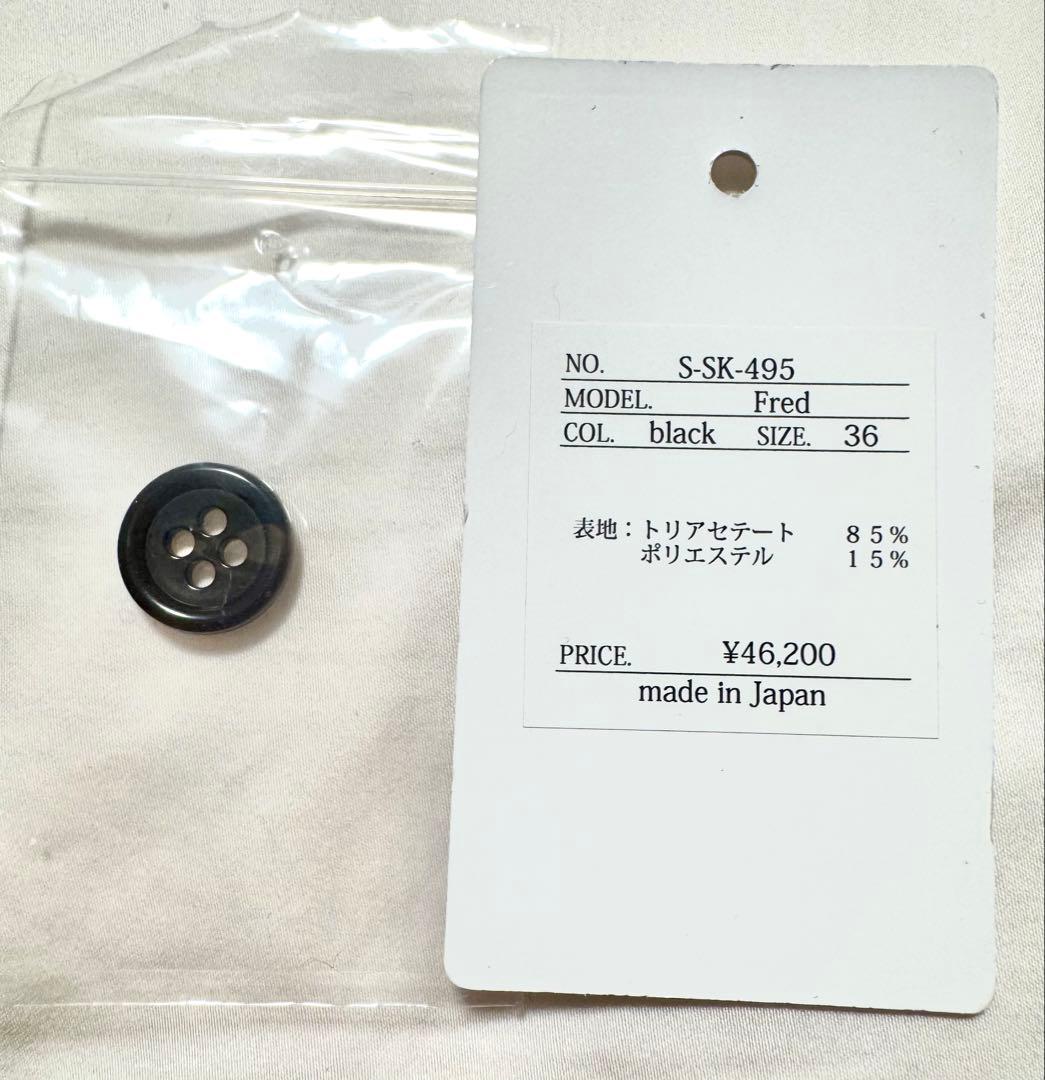 NO. S-SK-495
MODEL. Fred
COL. black SIZE. 36
表地：トリアセテート ８５％
ポリエステル １５％
PRICE. ¥46,200
made in Japan